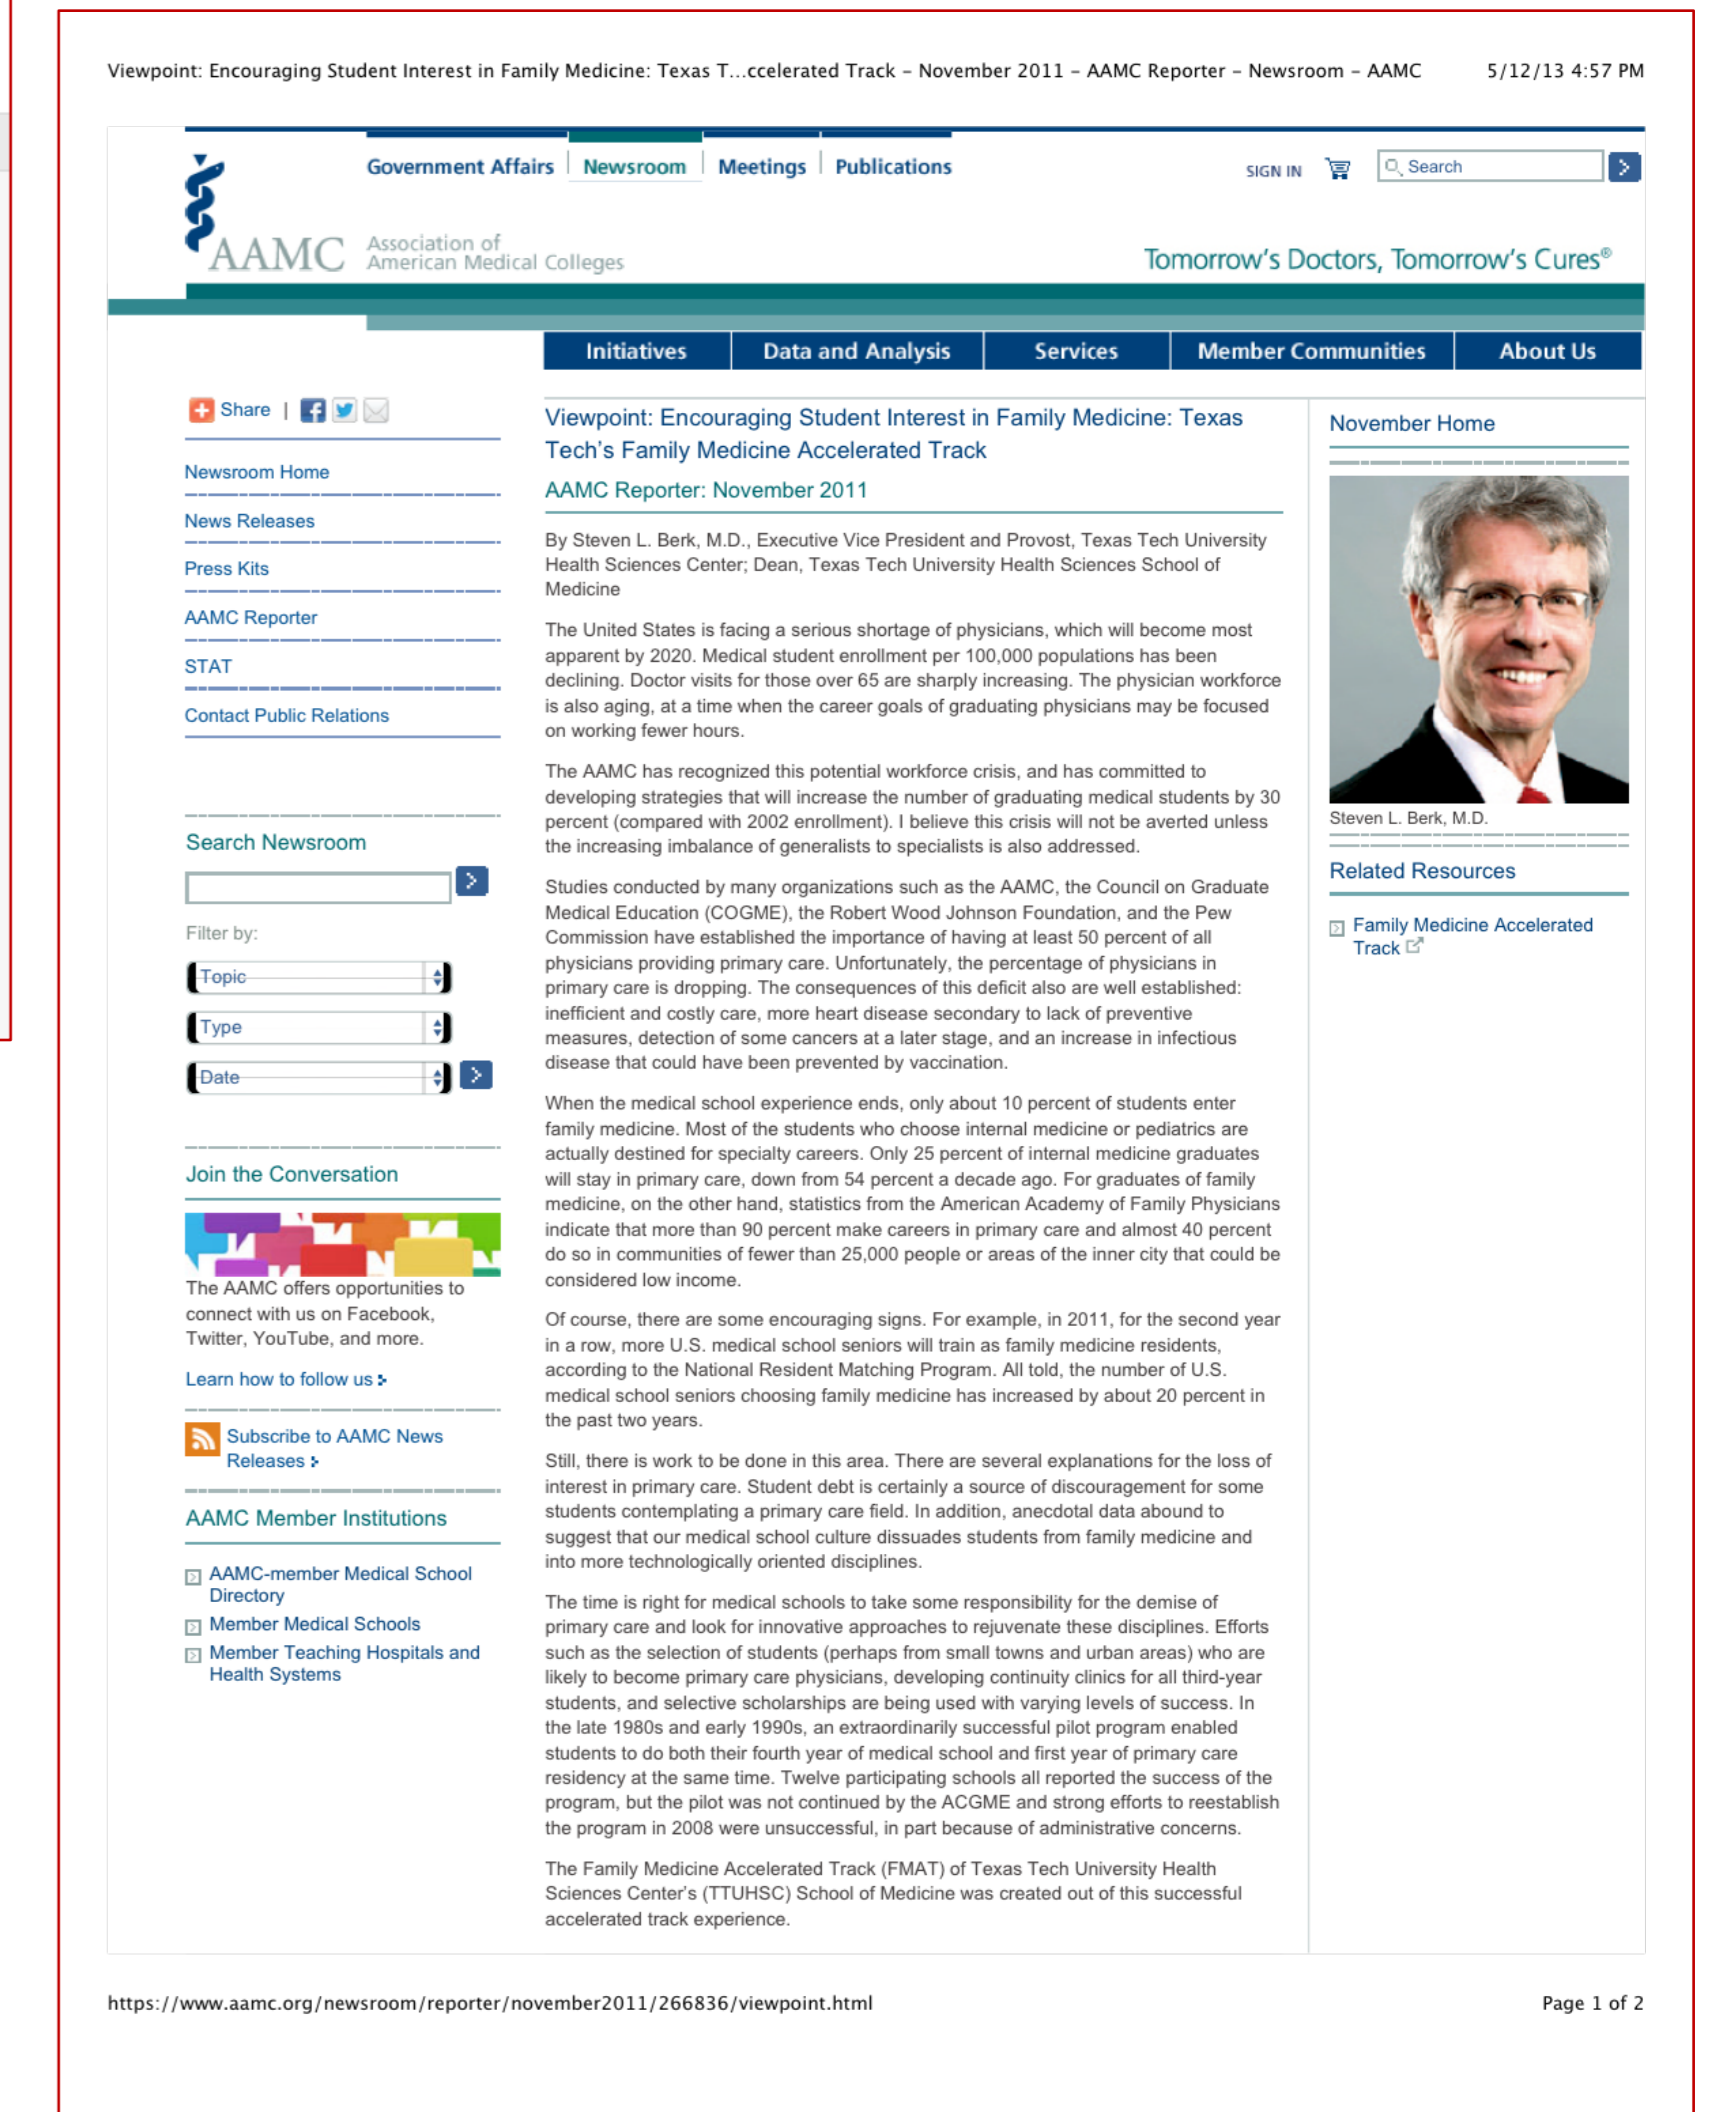 Viewpoint: Encouraging Student Interest in Family Medicine: Texas T...ccelerated Track – November 2011 – AAMC Reporter – Newsroom – AAMC 5/12/13 4:57 PM
Government Affairs Newsroom Meetings Publications
SIGN IN Search
AAMC Association of
American Medical Colleges
Tomorrow's Doctors, Tomorrow's Cures®
Initiatives Data and Analysis Services Member Communities About Us
Share |
Newsroom Home
News Releases
Press Kits
AAMC Reporter
STAT
Contact Public Relations
Search Newsroom
Filter by:
Topic
Type
Date
Join the Conversation
The AAMC offers opportunities to
connect with us on Facebook,
Twitter, YouTube, and more.
Learn how to follow us
Subscribe to AAMC News
Releases
AAMC Member Institutions
AAMC-member Medical School
Directory
Member Medical Schools
Member Teaching Hospitals and
Health Systems
Viewpoint: Encouraging Student Interest in Family Medicine: Texas
Tech's Family Medicine Accelerated Track
AAMC Reporter: November 2011
By Steven L. Berk, M.D., Executive Vice President and Provost, Texas Tech University
Health Sciences Center; Dean, Texas Tech University Health Sciences School of
Medicine
The United States is facing a serious shortage of physicians, which will become most
apparent by 2020. Medical student enrollment per 100,000 populations has been
declining. Doctor visits for those over 65 are sharply increasing. The physician workforce
is also aging, at a time when the career goals of graduating physicians may be focused
on working fewer hours.
The AAMC has recognized this potential workforce crisis, and has committed to
developing strategies that will increase the number of graduating medical students by 30
percent (compared with 2002 enrollment). I believe this crisis will not be averted unless
the increasing imbalance of generalists to specialists is also addressed.
Studies conducted by many organizations such as the AAMC, the Council on Graduate
Medical Education (COGME), the Robert Wood Johnson Foundation, and the Pew
Commission have established the importance of having at least 50 percent of all
physicians providing primary care. Unfortunately, the percentage of physicians in
primary care is dropping. The consequences of this deficit also are well established:
inefficient and costly care, more heart disease secondary to lack of preventive
measures, detection of some cancers at a later stage, and an increase in infectious
disease that could have been prevented by vaccination.
When the medical school experience ends, only about 10 percent of students enter
family medicine. Most of the students who choose internal medicine or pediatrics are
actually destined for specialty careers. Only 25 percent of internal medicine graduates
will stay in primary care, down from 54 percent a decade ago. For graduates of family
medicine, on the other hand, statistics from the American Academy of Family Physicians
indicate that more than 90 percent make careers in primary care and almost 40 percent
do so in communities of fewer than 25,000 people or areas of the inner city that could be
considered low income.
Of course, there are some encouraging signs. For example, in 2011, for the second year
in a row, more U.S. medical school seniors will train as family medicine residents,
according to the National Resident Matching Program. All told, the number of U.S.
medical school seniors choosing family medicine has increased by about 20 percent in
the past two years.
Still, there is work to be done in this area. There are several explanations for the loss of
interest in primary care. Student debt is certainly a source of discouragement for some
students contemplating a primary care field. In addition, anecdotal data abound to
suggest that our medical school culture dissuades students from family medicine and
into more technologically oriented disciplines.
The time is right for medical schools to take some responsibility for the demise of
primary care and look for innovative approaches to rejuvenate these disciplines. Efforts
such as the selection of students (perhaps from small towns and urban areas) who are
likely to become primary care physicians, developing continuity clinics for all third-year
students, and selective scholarships are being used with varying levels of success. In
the late 1980s and early 1990s, an extraordinarily successful pilot program enabled
students to do both their fourth year of medical school and first year of primary care
residency at the same time. Twelve participating schools all reported the success of the
program, but the pilot was not continued by the ACGME and strong efforts to reestablish
the program in 2008 were unsuccessful, in part because of administrative concerns.
The Family Medicine Accelerated Track (FMAT) of Texas Tech University Health
Sciences Center's (TTUHSC) School of Medicine was created out of this successful
accelerated track experience.
November Home
Steven L. Berk, M.D.
Related Resources
Family Medicine Accelerated
Track
https://www.aamc.org/newsroom/reporter/november2011/266836/viewpoint.html Page 1 of 2